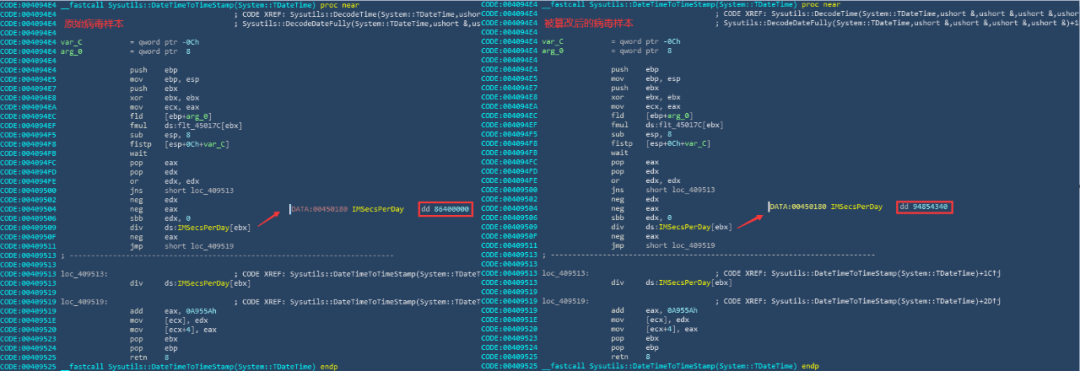 CODE:004094E4 __fastcall Sysutils::DateTimeToTimeStamp(System::TDateTime) proc near
CODE:004094E4 ; CODE XREF: Sysutils::DecodeTime(System::TDateTime,ushor
CODE:004094E4 原始病毒样本 ; Sysutils::DecodeDateFully(System::TDateTime,ushort &,us
CODE:004094E4
CODE:004094E4 var_C = qword ptr -0Ch
CODE:004094E4 arg_0 = qword ptr 8
CODE:004094E4
CODE:004094E4 push ebp
CODE:004094E5 mov ebp, esp
CODE:004094E7 push ebx
CODE:004094E8 xor ebx, ebx
CODE:004094EA mov ecx, eax
CODE:004094EC fld [ebp+arg_0]
CODE:004094EF fmul ds:flt_45017C[ebx]
CODE:004094F5 sub esp, 8
CODE:004094F8 fistp [esp+0Ch+var_C]
CODE:004094FB wait
CODE:004094FC pop eax
CODE:004094FD pop edx
CODE:004094FE or edx, edx
CODE:00409500 jns short loc_409513
CODE:00409502 neg edx
CODE:00409504 neg eax
CODE:00409506 sbb edx, 0
CODE:00409509 div ds:IMSecsPerDay[ebx]
CODE:0040950F neg eax
CODE:00409511 jmp short loc_409519
CODE:00409513 ; ---------------------------------------------------------------------------
CODE:00409513
CODE:00409513 loc_409513: ; CODE XREF: Sysutils::DateTimeToTimeStamp(System::TDateT
CODE:00409513 div ds:IMSecsPerDay[ebx]
CODE:00409519
CODE:00409519 loc_409519: ; CODE XREF: Sysutils::DateTimeToTimeStamp(System::TDateT
CODE:00409519 add eax, 0A955Ah
CODE:0040951E mov [ecx], edx
CODE:00409520 mov [ecx+4], eax
CODE:00409523 pop ebx
CODE:00409524 pop ebp
CODE:00409525 retn 8
CODE:00409525 __fastcall Sysutils::DateTimeToTimeStamp(System::TDateTime) endp
DATA:00450180 IMSecsPerDay dd 86400000
CODE:004094E4 __fastcall Sysutils::DateTimeToTimeStamp(System::TDateTime) proc near
CODE:004094E4 ; CODE XREF: Sysutils::DecodeTime(System::TDateTime,ushort &,ushort &,ushort &,usho
CODE:004094E4 被篡改后的病毒样本 ; Sysutils::DecodeDateFully(System::TDateTime,ushort &,ushort &,ushort &,ushort &)+1
CODE:004094E4
CODE:004094E4 var_C = qword ptr -0Ch
CODE:004094E4 arg_0 = qword ptr 8
CODE:004094E4
CODE:004094E4 push ebp
CODE:004094E5 mov ebp, esp
CODE:004094E7 push ebx
CODE:004094E8 xor ebx, ebx
CODE:004094EA mov ecx, eax
CODE:004094EC fld [ebp+arg_0]
CODE:004094EF fmul ds:flt_45017C[ebx]
CODE:004094F5 sub esp, 8
CODE:004094F8 fistp [esp+0Ch+var_C]
CODE:004094FB wait
CODE:004094FC pop eax
CODE:004094FD pop edx
CODE:004094FE or edx, edx
CODE:00409500 jns short loc_409513
CODE:00409502 neg edx
CODE:00409504 neg eax
CODE:00409506 sbb edx, 0
CODE:00409509 div ds:IMSecsPerDay[ebx]
CODE:0040950F neg eax
CODE:00409511 jmp short loc_409519
CODE:00409513 ; ---------------------------------------------------------------------------
CODE:00409513
CODE:00409513 loc_409513: ; CODE XREF: Sysutils::DateTimeToTimeStamp(System::TDateTime)+1C↑j
CODE:00409513 div ds:IMSecsPerDay[ebx]
CODE:00409519
CODE:00409519 loc_409519: ; CODE XREF: Sysutils::DateTimeToTimeStamp(System::TDateTime)+2D↑j
CODE:00409519 add eax, 0A955Ah
CODE:0040951E mov [ecx], edx
CODE:00409520 mov [ecx+4], eax
CODE:00409523 pop ebx
CODE:00409524 pop ebp
CODE:00409525 retn 8
CODE:00409525 __fastcall Sysutils::DateTimeToTimeStamp(System::TDateTime) endp
DATA:00450180 IMSecsPerDay dd 94854340